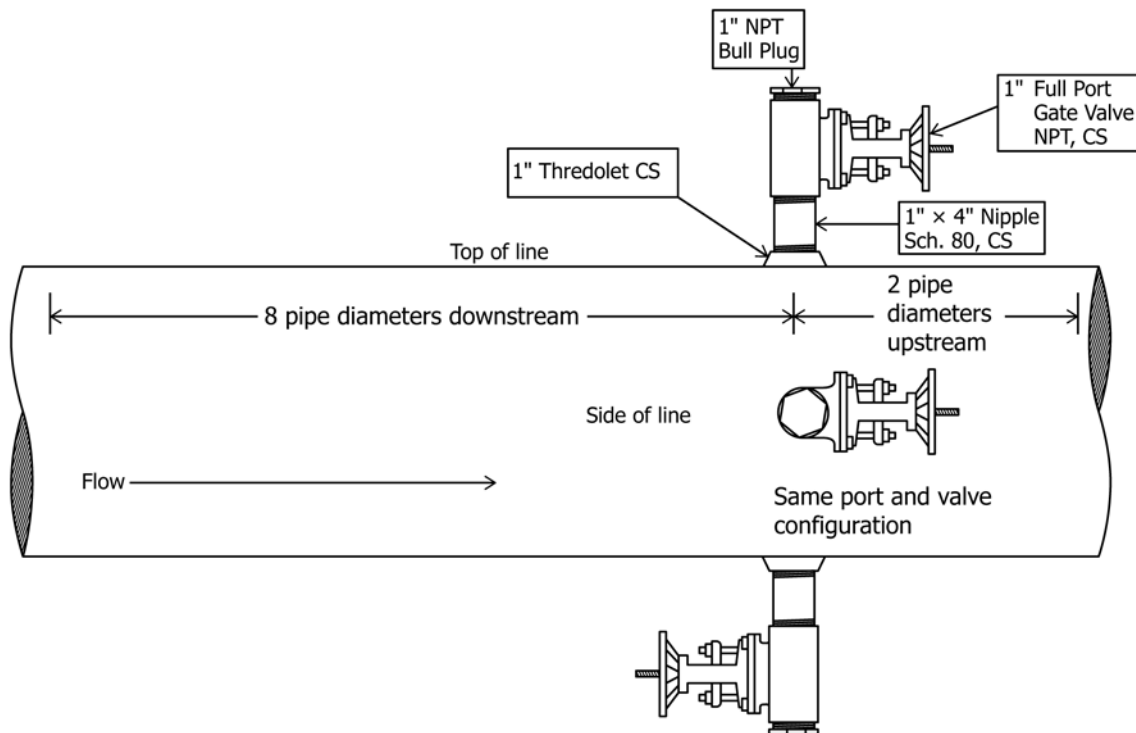 1" NPT
Bull Plug
1" Full Port
Gate Valve
NPT, CS
1" Thredolet CS
1" × 4" Nipple
Sch. 80, CS
Top of line
8 pipe diameters downstream
2 pipe
diameters
upstream
Side of line
Flow
Same port and valve
configuration